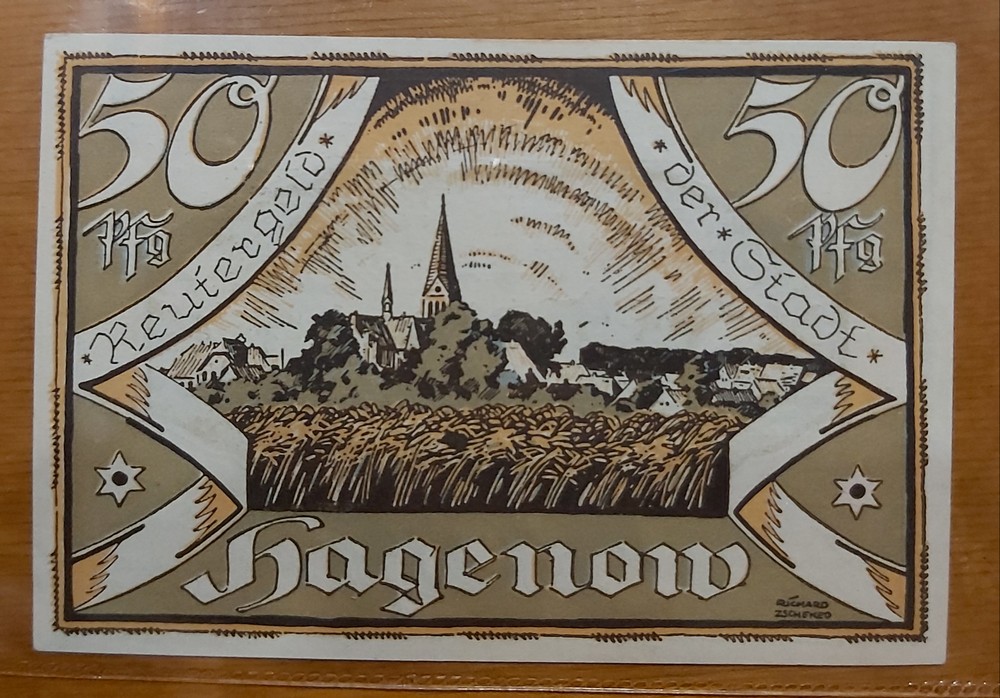 50
Pfg
* Reutergeld *
50
Pfg
* der * Stadt *
Hagenow
RICHARD
ZSCHEKED